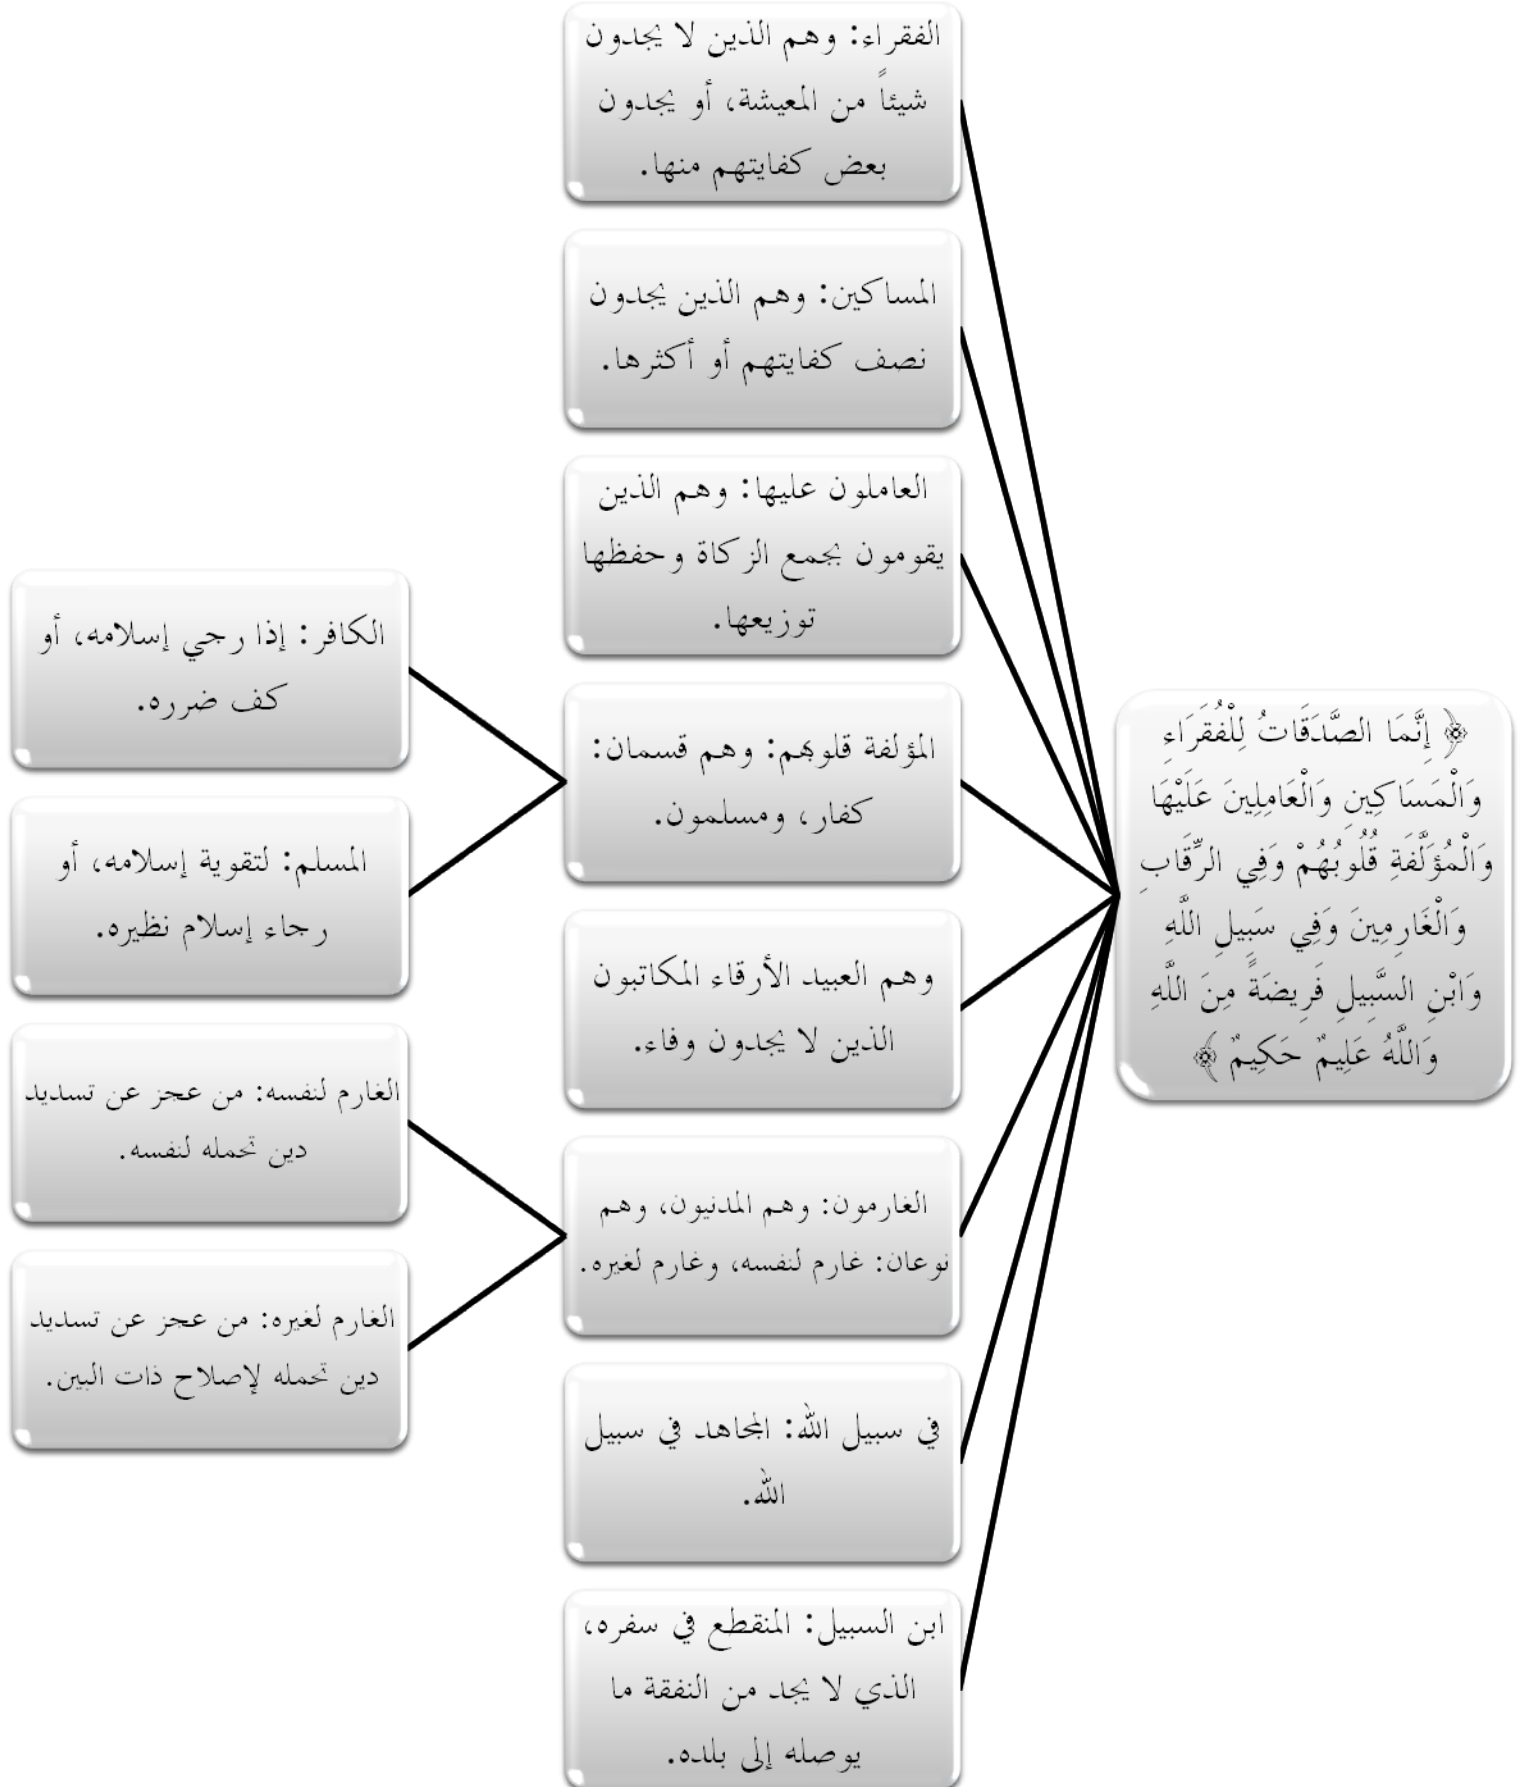 ﴿ إِنَّمَا الصَّدَقَاتُ لِلْفُقَرَاءِ
وَالْمَسَاكِينِ وَالْعَامِلِينَ عَلَيْهَا
وَالْمُؤَلَّفَةِ قُلُوبُهُمْ وَفِي الرِّقَابِ
وَالْغَارِمِينَ وَفِي سَبِيلِ اللَّهِ
وَابْنِ السَّبِيلِ فَرِيضَةً مِنَ اللَّهِ
وَاللَّهُ عَلِيمٌ حَكِيمٌ ﴾
الفقراء: وهم الذين لا يجدون
شيئاً من المعيشة، أو يجدون
بعض كفايتهم منها.
المساكين: وهم الذين يجدون
نصف كفايتهم أو أكثرها.
العاملون عليها: وهم الذين
يقومون بجمع الزكاة وحفظها
توزيعها.
المؤلفة قلوبهم: وهم قسمان:
كفار، ومسلمون.
الكافر: إذا رجي إسلامه، أو
كف ضرره.
المسلم: لتقوية إسلامه، أو
رجاء إسلام نظيره.
وهم العبيد الأرقاء المكاتبون
الذين لا يجدون وفاء.
الغارمون: وهم المدنيون، وهم
نوعان: غارم لنفسه، وغارم لغيره.
الغارم لنفسه: من عجز عن تسديد
دين تحمله لنفسه.
الغارم لغيره: من عجز عن تسديد
دين تحمله لإصلاح ذات البين.
في سبيل الله: المجاهد في سبيل
الله.
ابن السبيل: المنقطع في سفره،
الذي لا يجد من النفقة ما
يوصله إلى بلده.